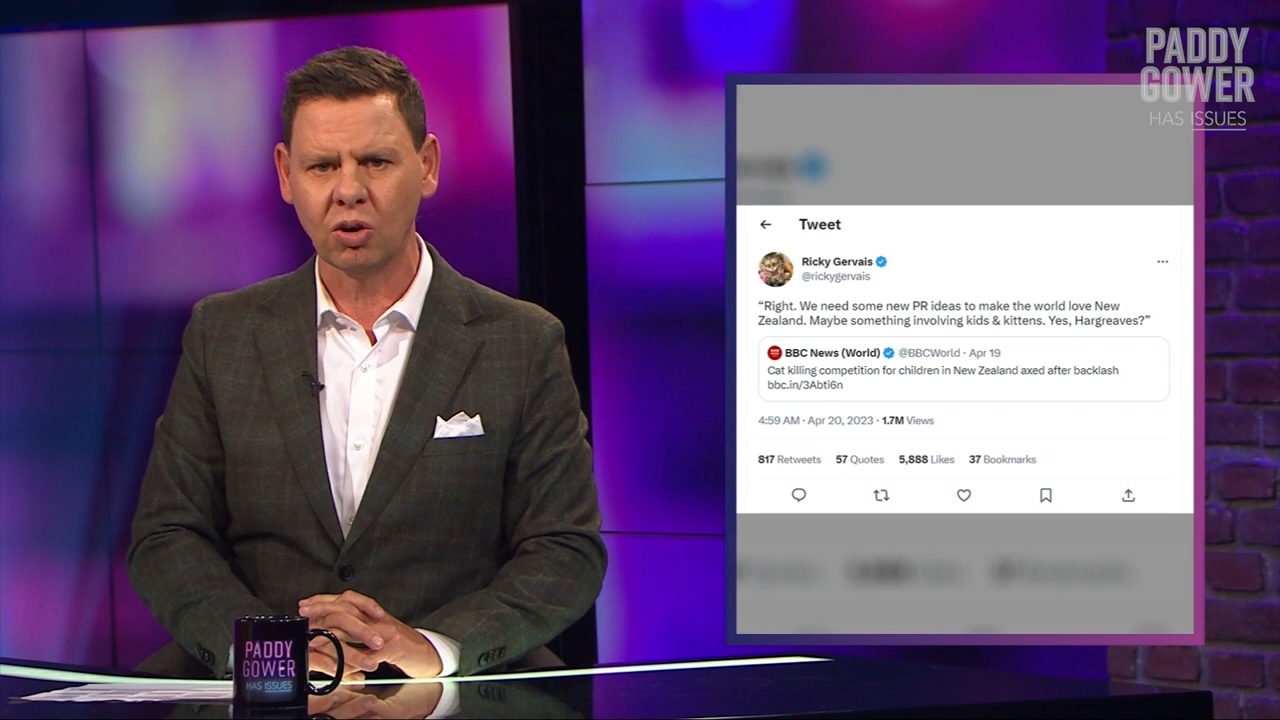 PADDY
GOWER
HAS ISSUES
Tweet
Ricky Gervais
@rickygervais
“Right. We need some new PR ideas to make the world love New
Zealand. Maybe something involving kids & kittens. Yes, Hargreaves?”
BBC News (World) @BBCWorld · Apr 19
Cat killing competition for children in New Zealand axed after backlash
bbc.in/3Abti6n
4:59 AM · Apr 20, 2023 · 1.7M Views
817 Retweets 57 Quotes 5,888 Likes 37 Bookmarks
PADDY
GOWER
HAS ISSUES